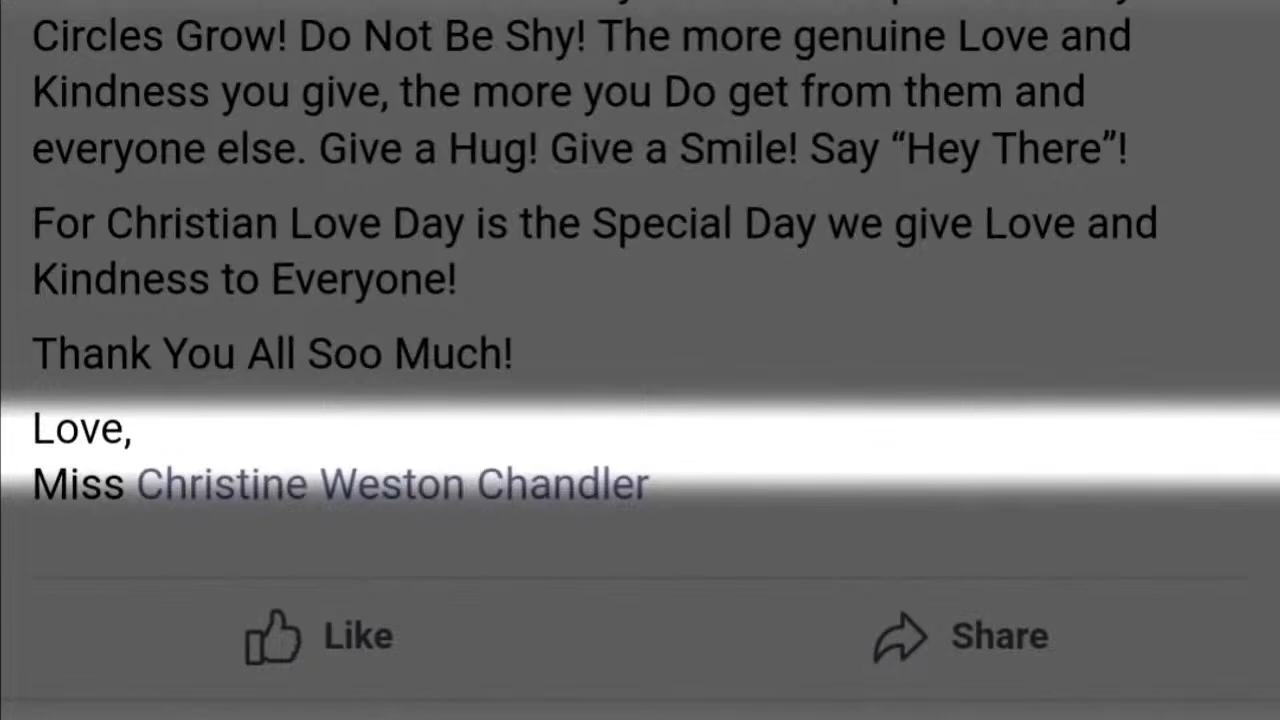 Circles Grow! Do Not Be Shy! The more genuine Love and
Kindness you give, the more you Do get from them and
everyone else. Give a Hug! Give a Smile! Say “Hey There”!
For Christian Love Day is the Special Day we give Love and
Kindness to Everyone!
Thank You All Soo Much!
Love,
Miss Christine Weston Chandler
Like
Share